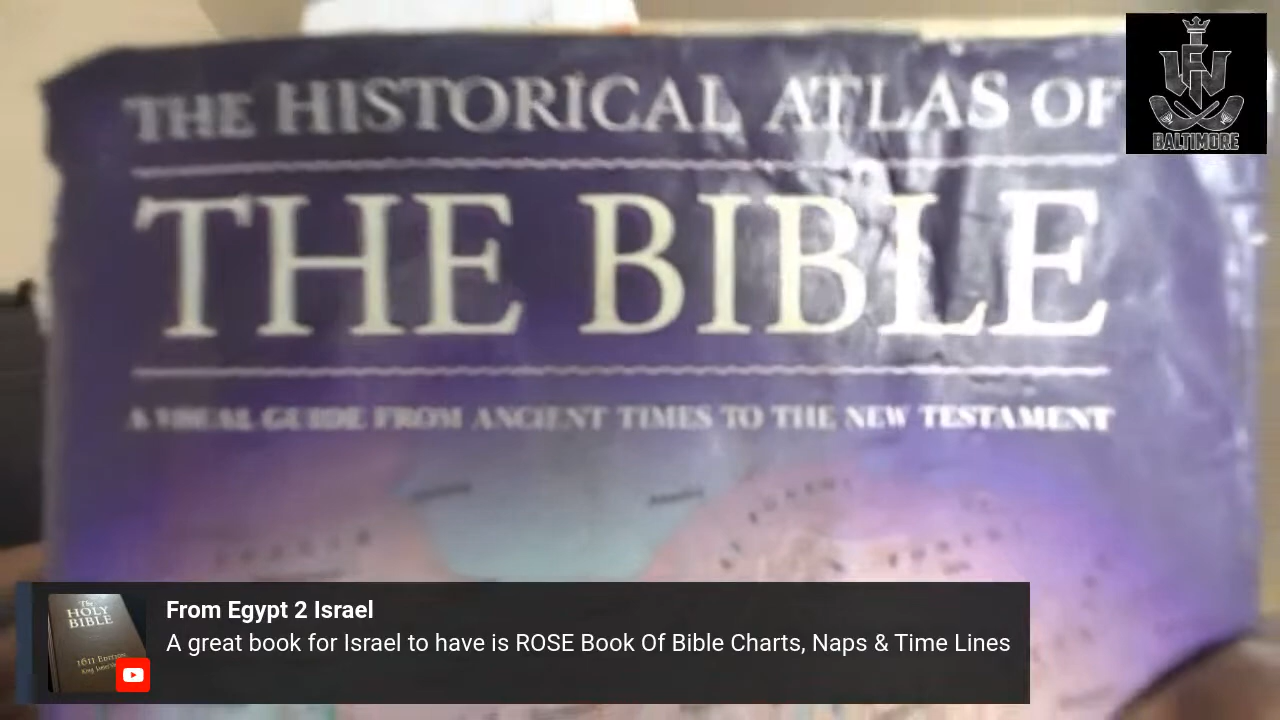 THE HISTORICAL ATLAS OF
THE BIBLE
A VISUAL GUIDE FROM ANCIENT TIMES TO THE NEW TESTAMENT
BALTIMORE
The
HOLY
BIBLE
1611 EDITION
From Egypt 2 Israel
A great book for Israel to have is ROSE Book Of Bible Charts, Naps & Time Lines